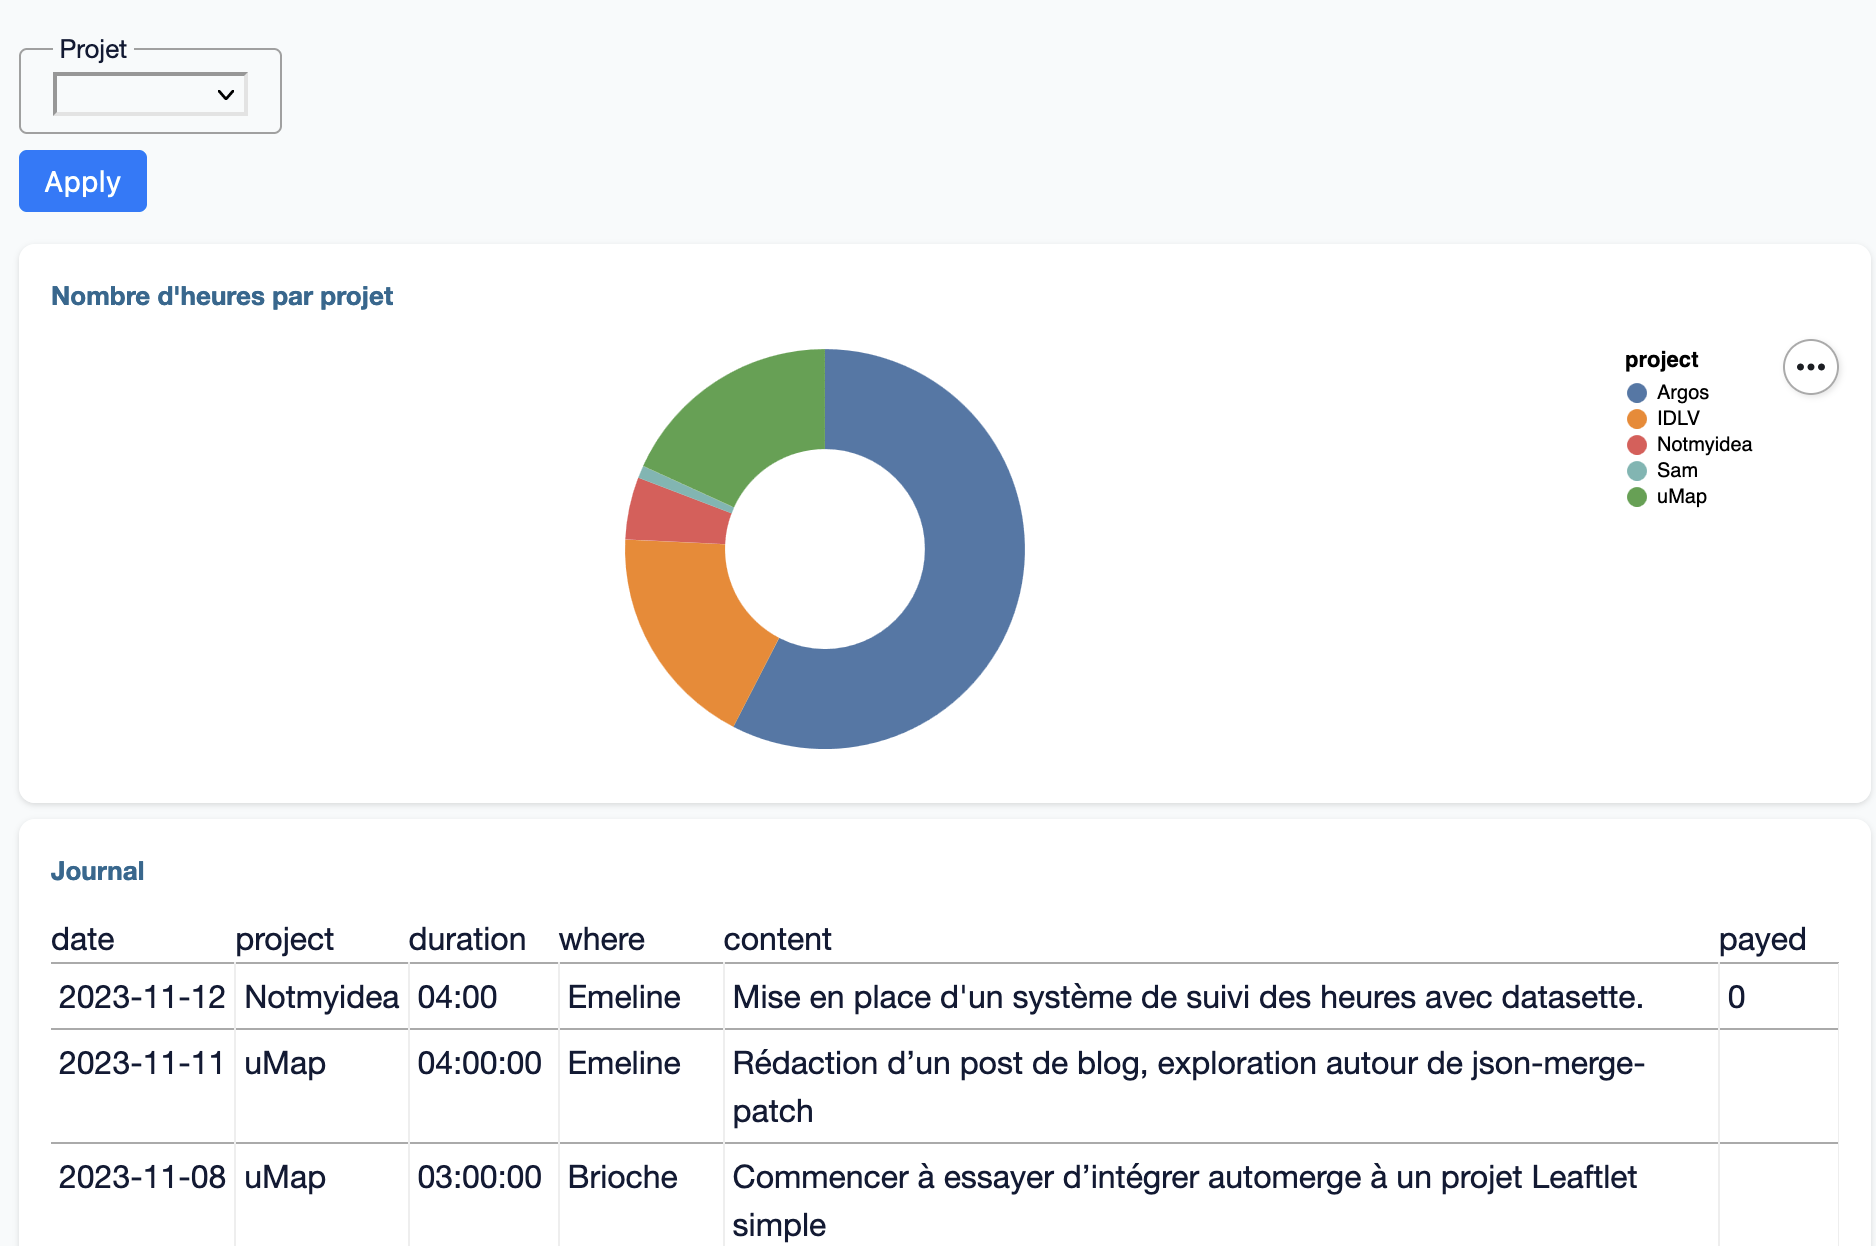 Projet
Apply
Nombre d'heures par projet
project
Argos
IDLV
Notmyidea
Sam
uMap
Journal
date project duration where content payed
2023-11-12 Notmyidea 04:00 Emeline Mise en place d'un système de suivi des heures avec datasette. 0
2023-11-11 uMap 04:00:00 Emeline Rédaction d’un post de blog, exploration autour de json-merge-
patch
2023-11-08 uMap 03:00:00 Brioche Commencer à essayer d’intégrer automerge à un projet Leaftlet
simple